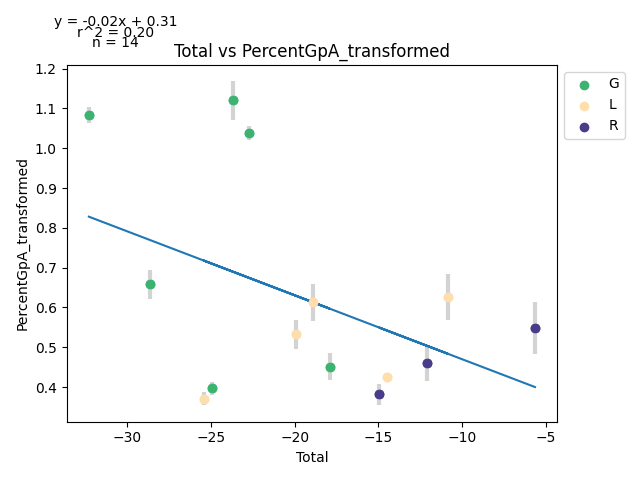 y = -0.02x + 0.31
r^2 = 0.20
n = 14
Total vs PercentGpA_transformed
G
L
R
PercentGpA_transformed
1.2
1.1
1.0
0.9
0.8
0.7
0.6
0.5
0.4
−30
−25
−20
−15
−10
−5
Total